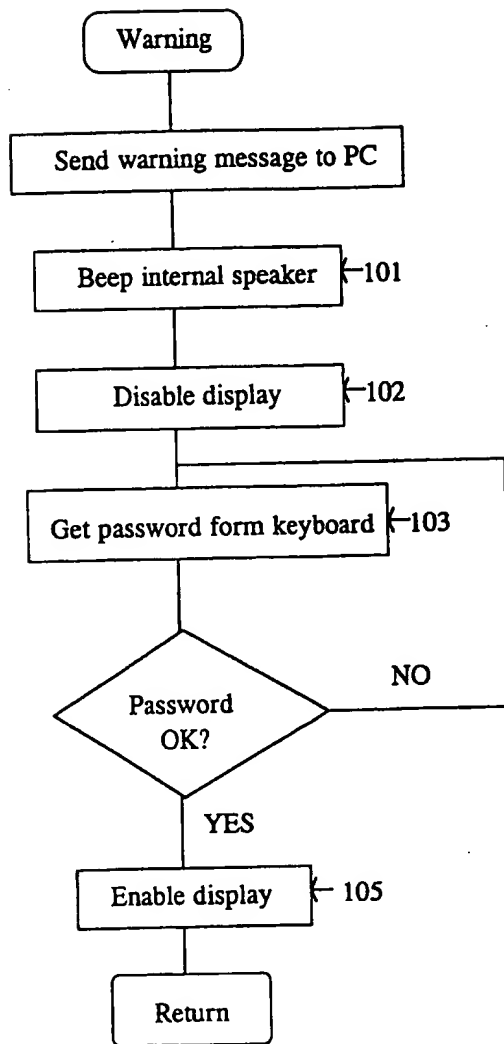 Warning
Send warning message to PC
Beep internal speaker
101
Disable display
102
Get password form keyboard
103
Password
OK?
NO
YES
Enable display
105
Return